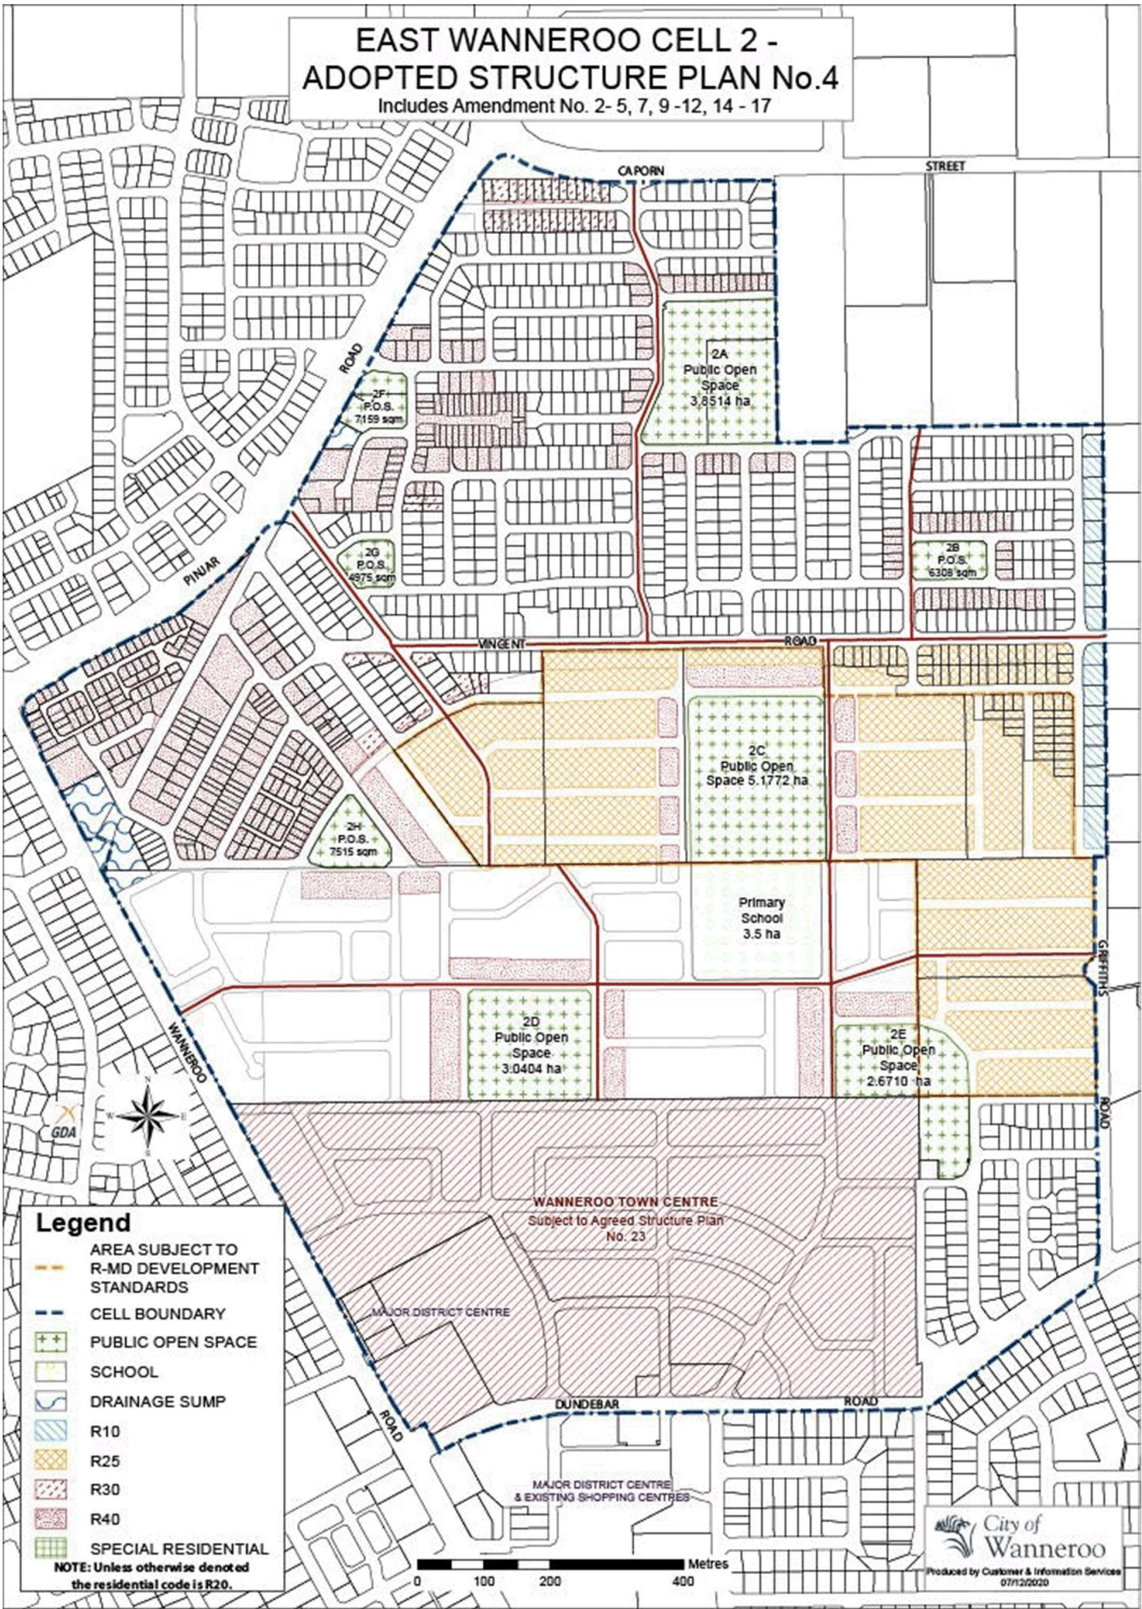 EAST WANNEROO CELL 2 -
ADOPTED STRUCTURE PLAN No.4
Includes Amendment No. 2- 5, 7, 9 -12, 14 - 17
CAPORN
STREET
ROAD
2A
Public Open
Space
3.8514 ha
2F
P.O.S.
7159 sqm
2G
P.O.S.
4975 sqm
2B
P.O.S.
6308 sqm
PINJAR
VINCENT
ROAD
2C
Public Open
Space 5.1772 ha
2H
P.O.S.
7515 sqm
Primary
School
3.5 ha
GRIFFITHS
2D
Public Open
Space
3.0404 ha
2E
Public Open
Space
2.6710 ha
WANNEROO
N
W
E
S
GDA
ROAD
WANNEROO TOWN CENTRE
Subject to Agreed Structure Plan
No. 23
MAJOR DISTRICT CENTRE
DUNDEBAR
ROAD
ROAD
MAJOR DISTRICT CENTRE
& EXISTING SHOPPING CENTRES
Legend
AREA SUBJECT TO
R-MD DEVELOPMENT
STANDARDS
CELL BOUNDARY
PUBLIC OPEN SPACE
SCHOOL
DRAINAGE SUMP
R10
R25
R30
R40
SPECIAL RESIDENTIAL
NOTE: Unless otherwise denoted
the residential code is R20.
Metres
0 100 200 400
City of
Wanneroo
Produced by Customer & Information Services
07/12/2020